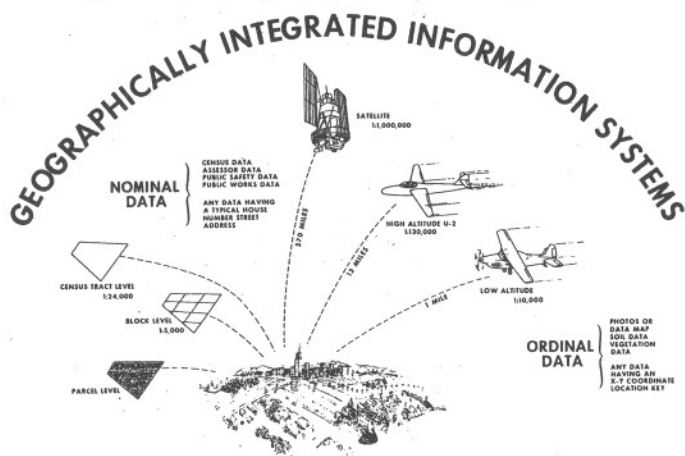 GEOGRAPHICALLY INTEGRATED INFORMATION SYSTEMS
SATELLITE
1:1,000,000
NOMINAL
DATA
CENSUS DATA
ASSESSOR DATA
PUBLIC SAFETY DATA
PUBLIC WORKS DATA
ANY DATA HAVING
A TYPICAL HOUSE
NUMBER STREET
ADDRESS
570 MILES
12 MILES
HIGH ALTITUDE U-2
1:130,000
1 MILE
LOW ALTITUDE
1:10,000
CENSUS TRACT LEVEL
1:24,000
BLOCK LEVEL
1:5,000
PARCEL LEVEL
ORDINAL
DATA
PHOTOS OR
DATA MAP
SOIL DATA
VEGETATION
DATA
ANY DATA
HAVING AN
X-Y COORDINATE
LOCATION KEY